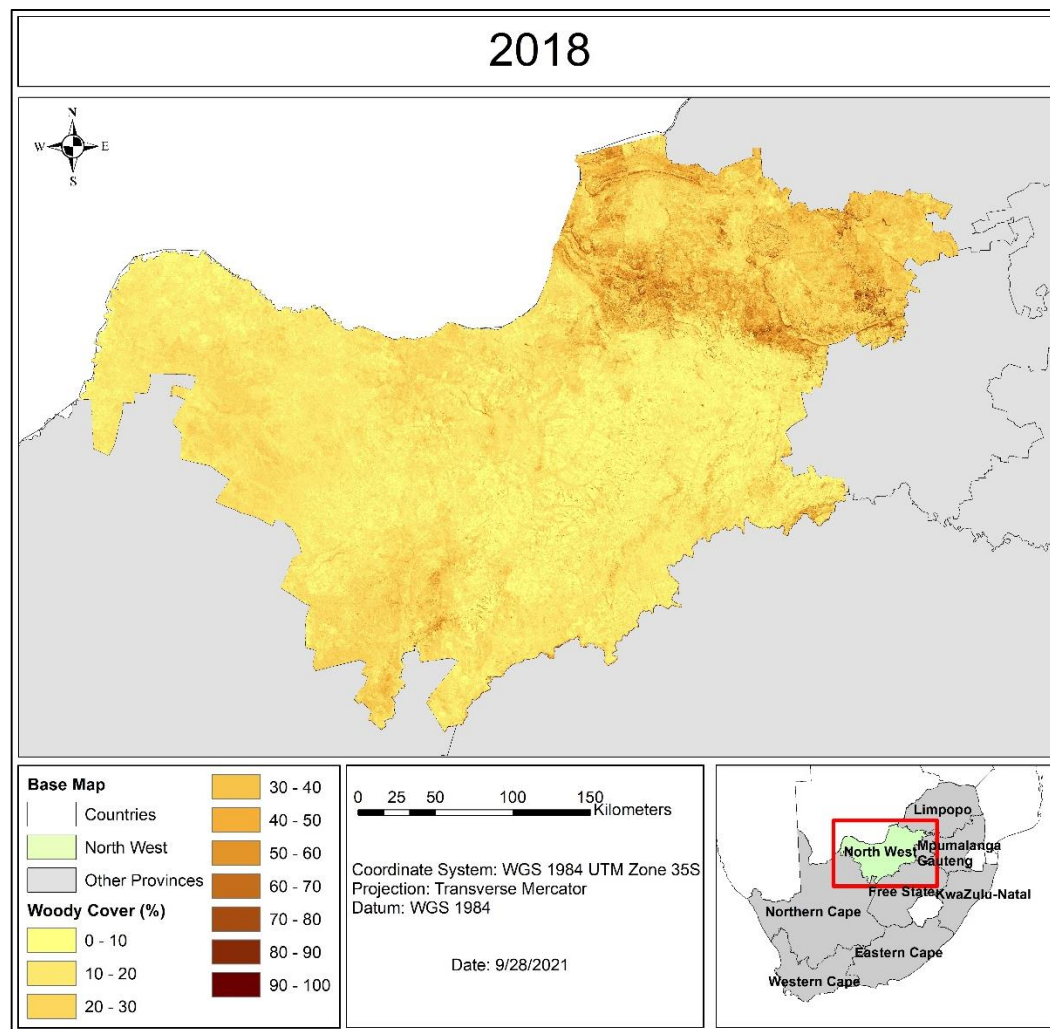 2018
N
W E
S
Base Map
Countries
North West
Other Provinces
Woody Cover (%)
0 - 10
10 - 20
20 - 30
30 - 40
40 - 50
50 - 60
60 - 70
70 - 80
80 - 90
90 - 100
0 25 50 100 150
Kilometers
Coordinate System: WGS 1984 UTM Zone 35S
Projection: Transverse Mercator
Datum: WGS 1984
Date: 9/28/2021
Limpopo
North West
Mpumalanga
Gauteng
Free State
KwaZulu-Natal
Northern Cape
Eastern Cape
Western Cape